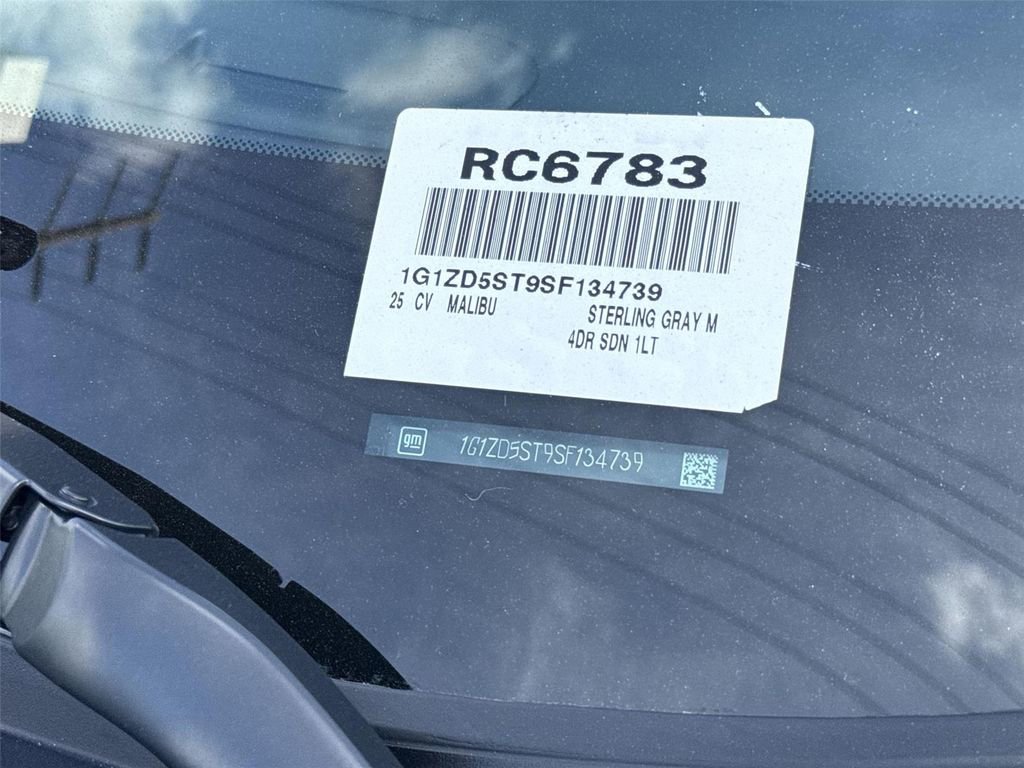 RC6783
1G1ZD5ST9SF134739
25 CV MALIBU STERLING GRAY M
4DR SDN 1LT
gm 1G1ZD5ST9SF134739